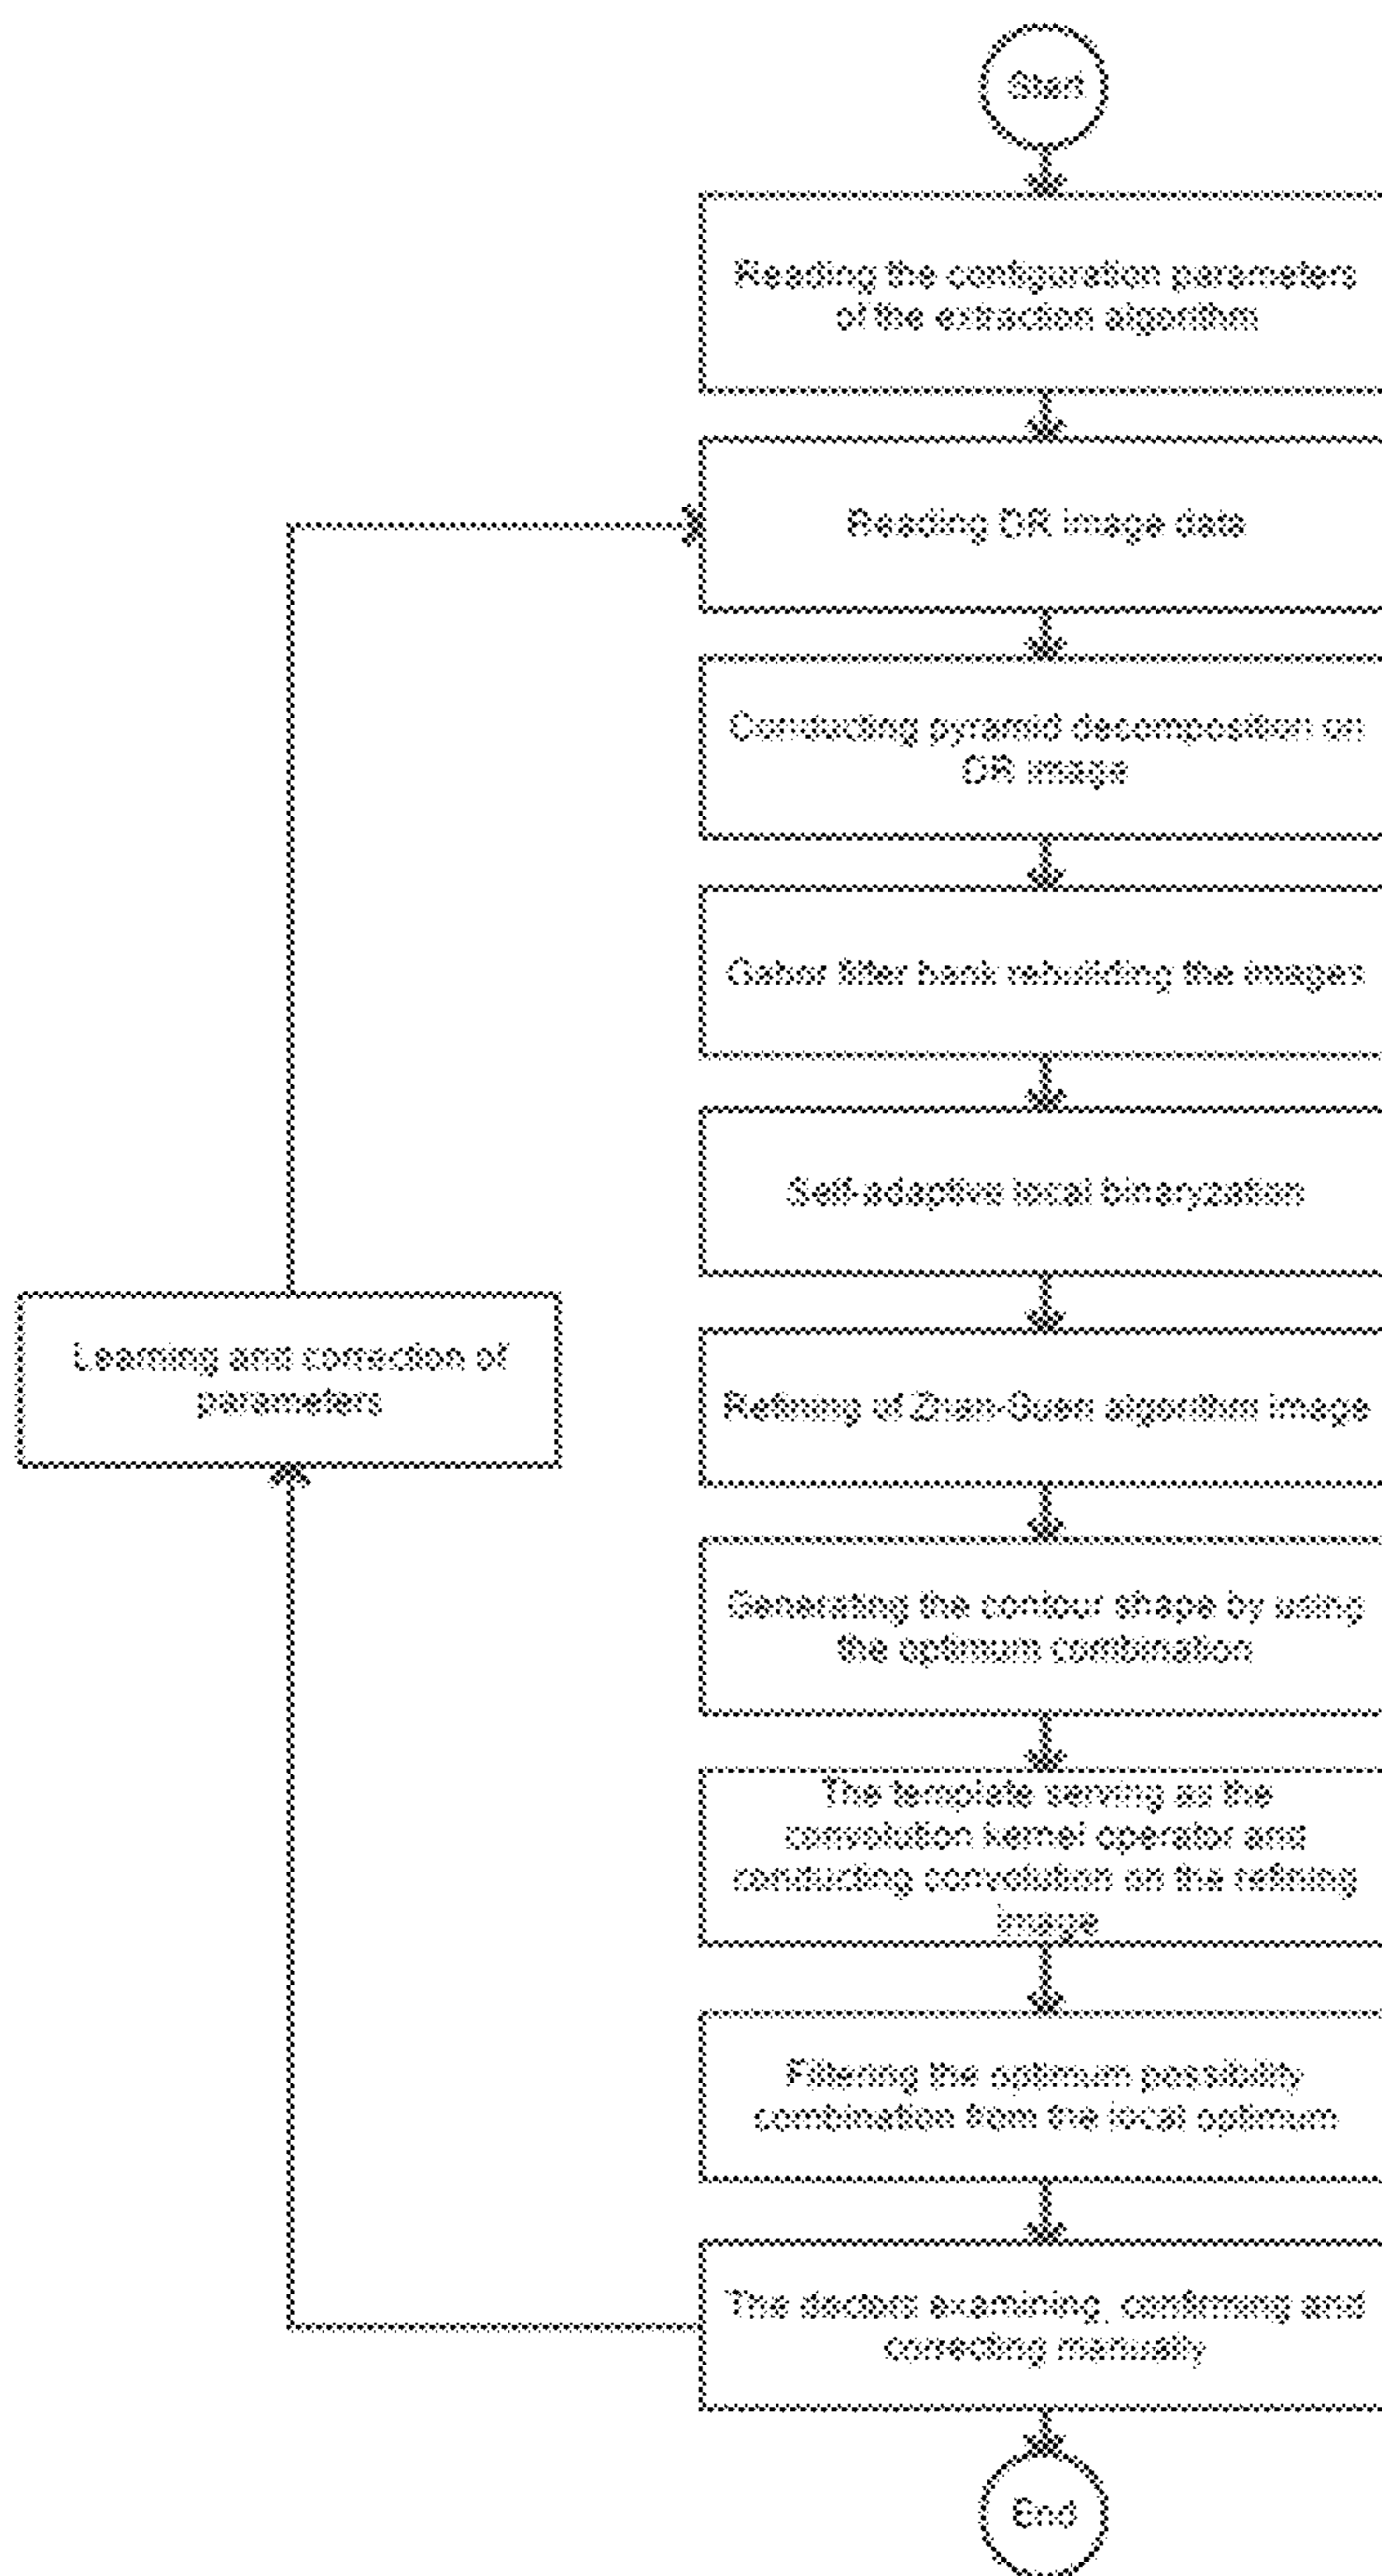 Start
Reading the configuration parameters
of the extraction algorithm
Reading DR image data
Conducting pyramid decomposition on
DR image
Gabor filter bank rebuilding the images
Self-adaptive local binaryzation
Learning and correction of
parameters
Refining of algorithm image
Generating the contour shape by using
the optimum combination
The template serving as the
convolution kernel operator and
conducting convolution on the refining
image
Filtering the optimum possibility
combination from the local optimum
The doctors examining, confirming and
correcting manually
End